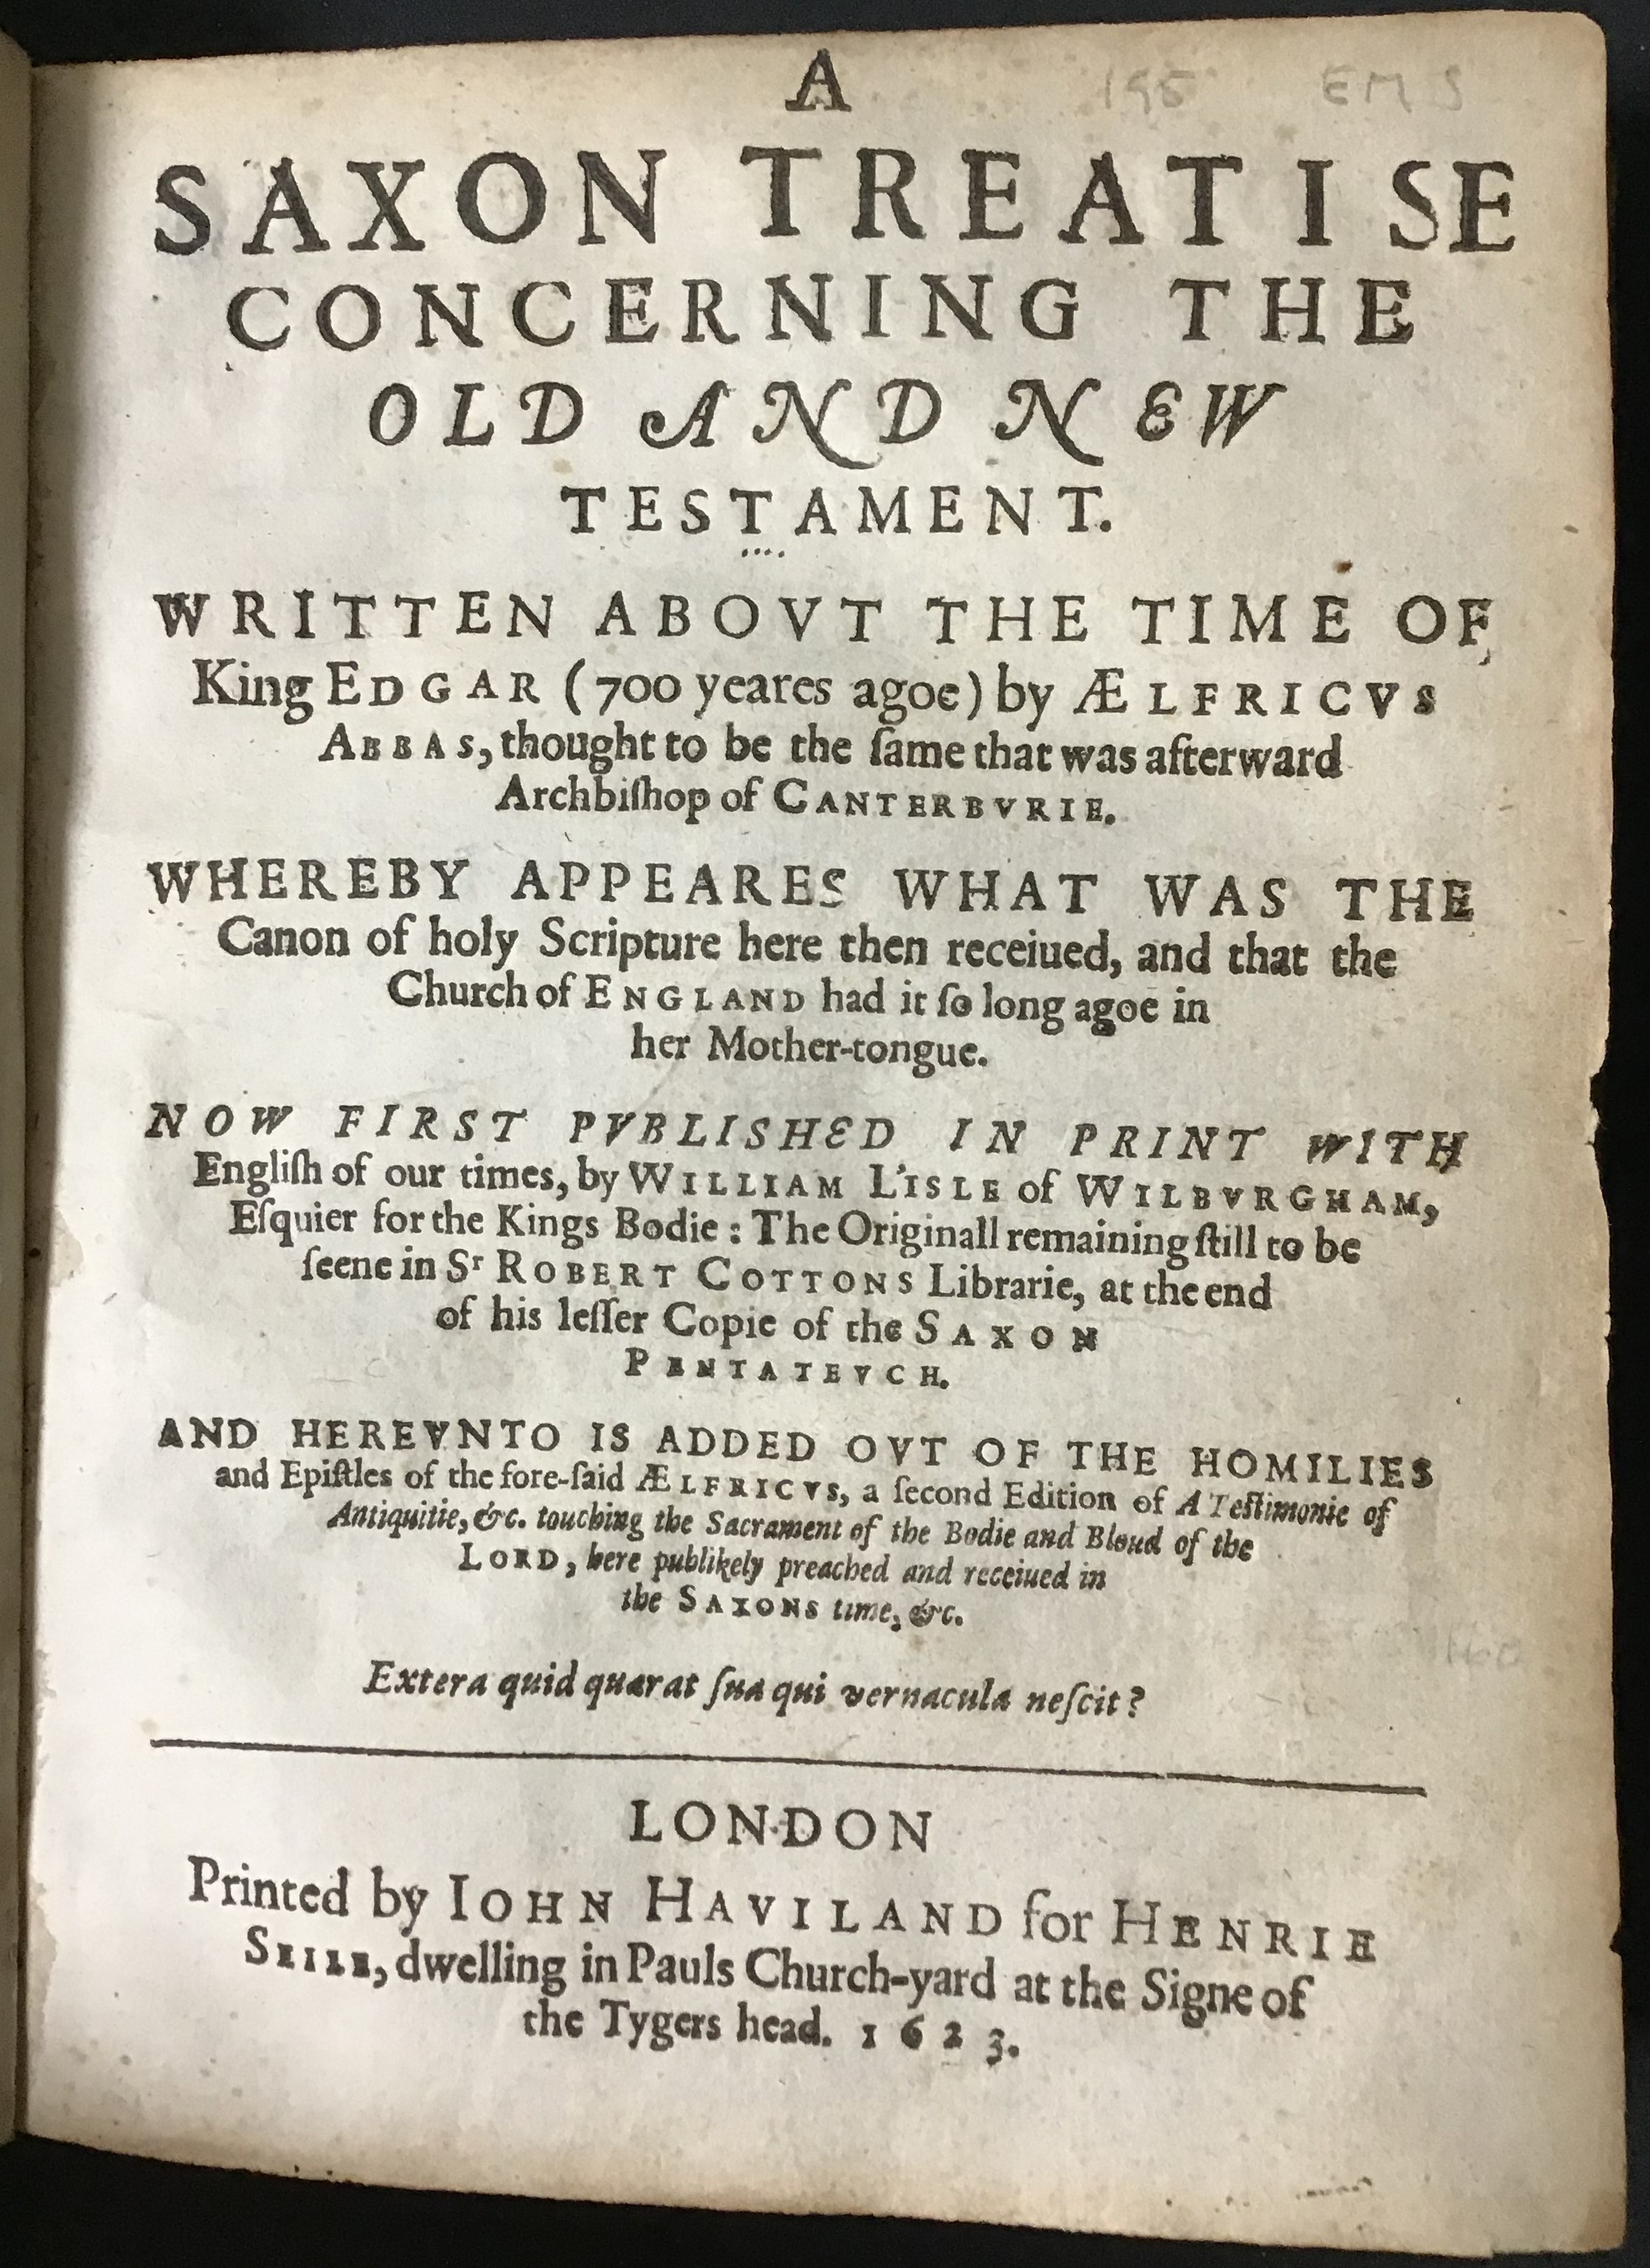 A
195 EMS
SAXON TREATISE
CONCERNING THE
OLD AND NEW
TESTAMENT.
WRITTEN ABOVT THE TIME OF
King EDGAR (700 yeares agoe) by ÆLFRICVS
ABBAS, thought to be the ſame that was afterward
Archbiſhop of CANTERBVRIE.
WHEREBY APPEARES WHAT WAS THE
Canon of holy Scripture here then receiued, and that the
Church of ENGLAND had it ſo long agoe in
her Mother-tongue.
NOW FIRST PVBLISHED IN PRINT WITH
Engliſh of our times, by WILLIAM L'ISLE of WILBVRGHAM,
Eſquier for the Kings Bodie: The Originall remaining ſtill to be
ſeene in Sr ROBERT COTTONS Librarie, at the end
of his leſſer Copie of the SAXON
PENTATEVCH.
AND HEREVNTO IS ADDED OVT OF THE HOMILIES
and Epiſtles of the fore-ſaid ÆLFRICVS, a ſecond Edition of A Teſtimonie of
Antiquitie, &c. touching the Sacrament of the Bodie and Bloud of the
LORD, here publikely preached and receiued in
the SAXONS time, &c.
Extera quid quærat ſua qui vernacula neſcit?
LONDON
Printed by IOHN HAVILAND for HENRIE
SEILE, dwelling in Pauls Church-yard at the Signe of
the Tygers head. 1623.